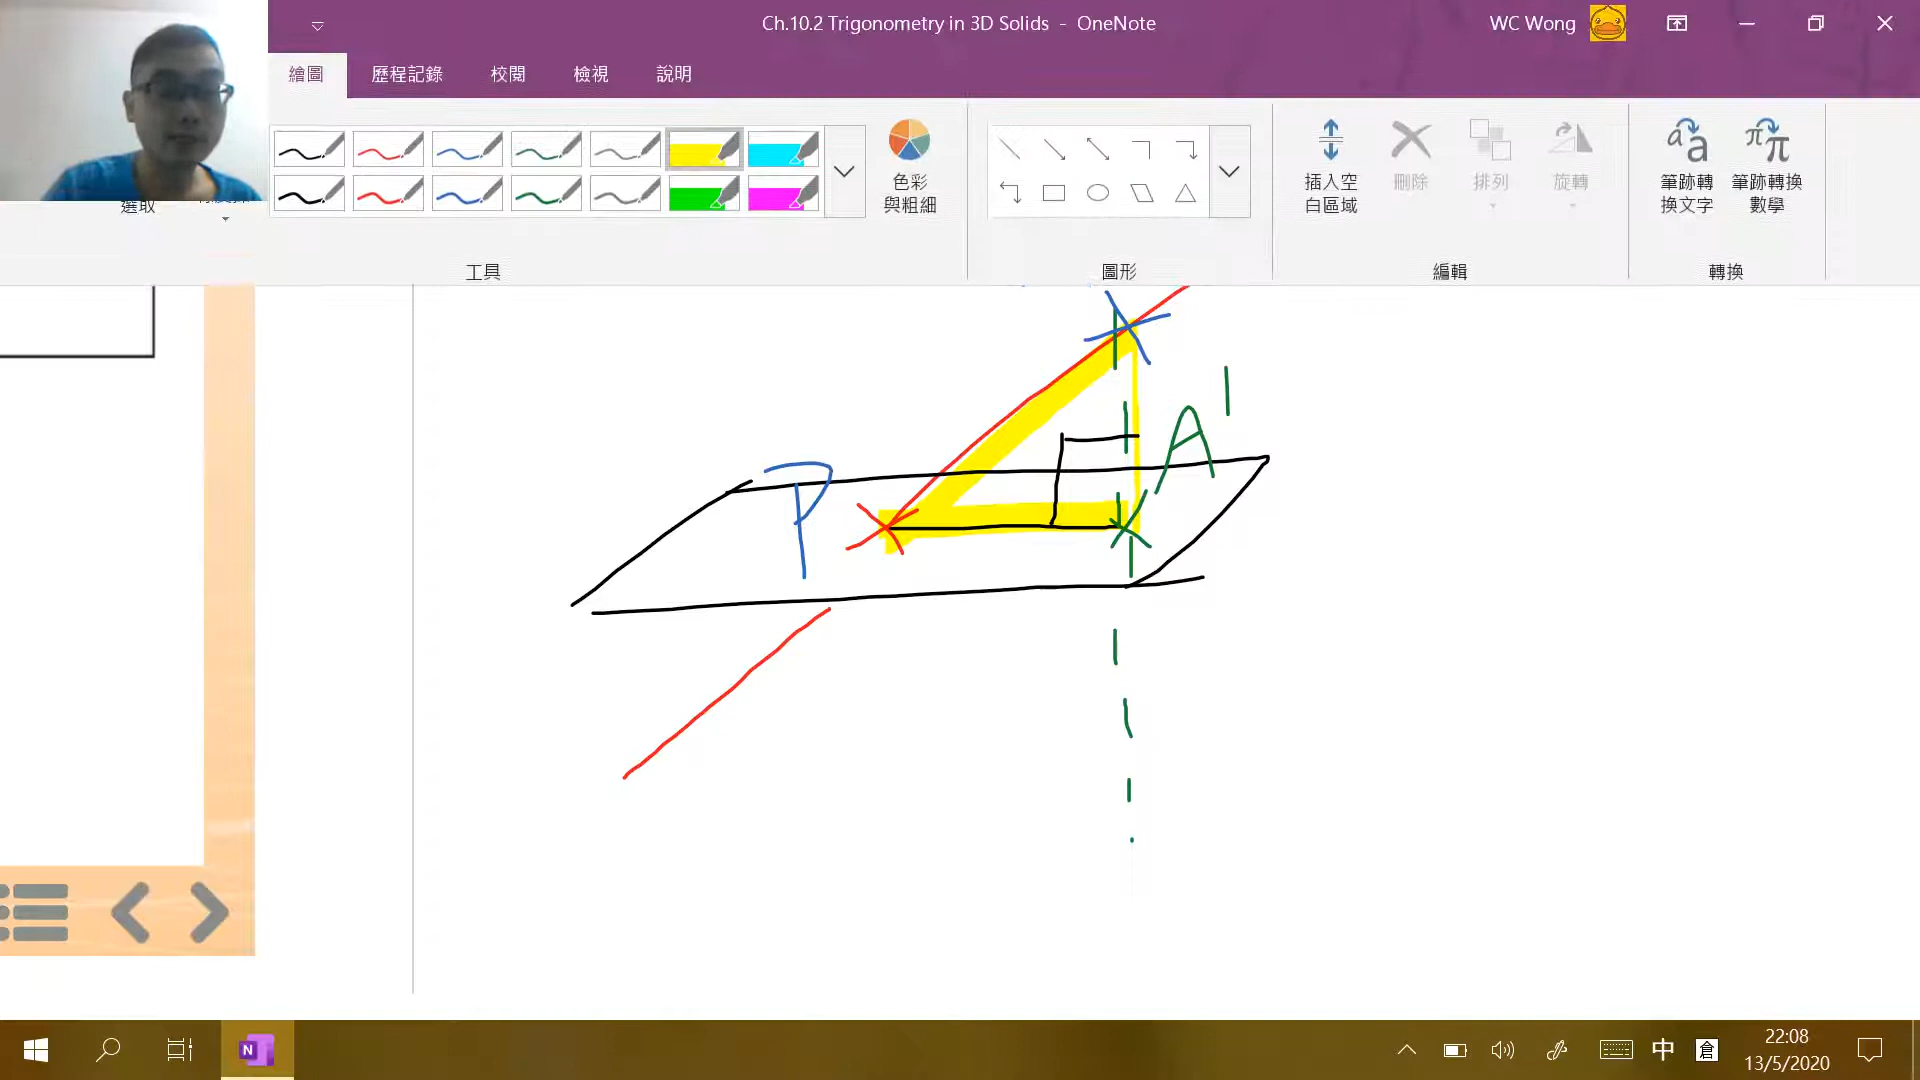 Ch.10.2 Trigonometry in 3D Solids - OneNote
WC Wong
繪圖 歷程記錄 校閱 檢視 說明
選取
色彩
與粗細
插入空
白區域
刪除
排列
旋轉
筆跡轉
換文字
筆跡轉換
數學
工具
圖形
編輯
轉換
P
A'
中
倉
22:08
13/5/2020